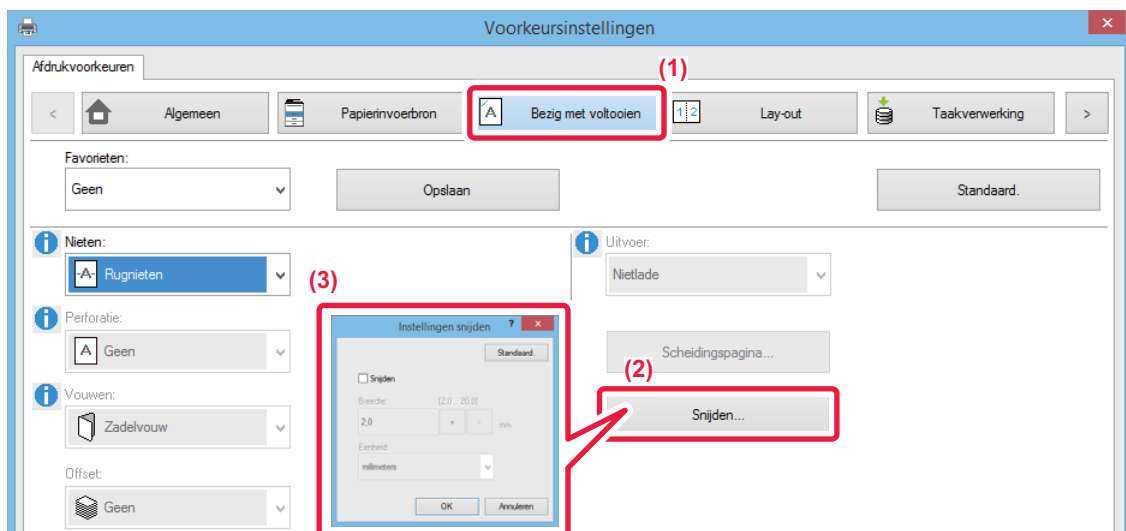 Voorkeursinstellingen
Afdrukvoorkeuren
(1)
< Algemeen Papierinvoerbron Bezig met voltooien Lay-out Taakverwerking >
Favorieten:
Geen Opslaan Standaard.
Nieten:
Rugnieten
Uitvoer:
Nietlade
(3)
Perforatie:
Geen
Vouwen:
Zadelvouw
Offset:
Geen
Instellingen snijden ?
Standaard.
Snijden
Breedte: [2.0 .. 20.0]
2,0 + - mm.
Eenheid:
millimeters
OK Annuleren
Scheidingspagina...
(2)
Snijden...